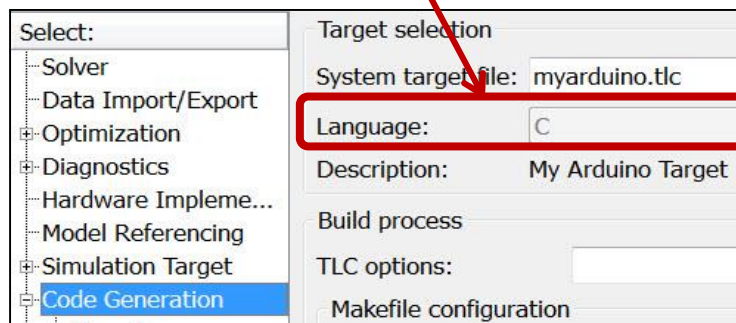 Select:
Solver
Data Import/Export
Optimization
Diagnostics
Hardware Impleme...
Model Referencing
Simulation Target
Code Generation
Target selection
System target file: myarduino.tlc
Language: C
Description: My Arduino Target
Build process
TLC options:
Makefile configuration